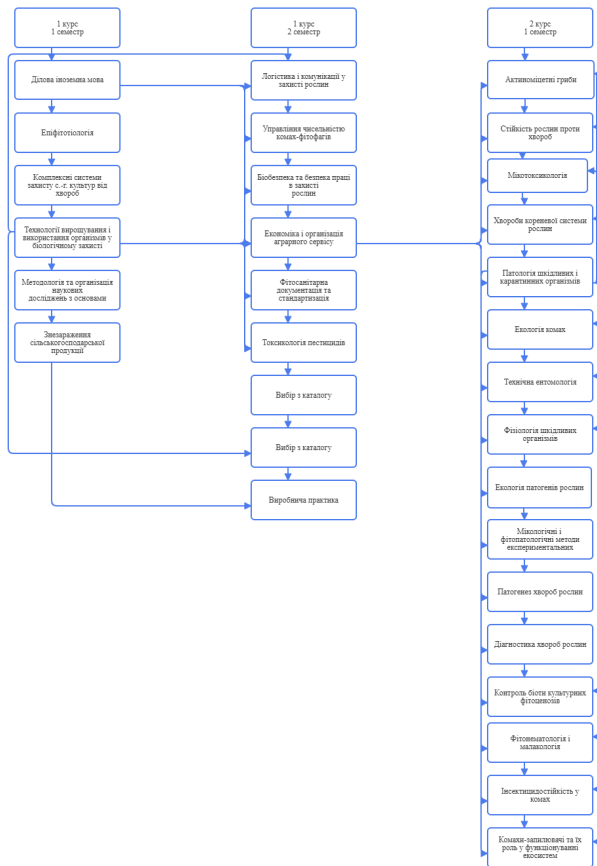 1 курс
1 семестр
Ділова іноземна мова
Епіфітотіологія
Комплексні системи
захисту с.-г. культур від
хвороб
Технології вирощування і
використання організмів у
біологічному захисті
Методологія та організація
наукових
досліджень з основами
Знезараження
сільськогосподарської
продукції
1 курс
2 семестр
Логістика і комунікації у
захисті рослин
Управління чисельністю
комах-фітофагів
Біобезпека та безпека праці
в захисті
рослин
Економіка і організація
аграрного сервісу
Фітосанітарна
документація та
стандартизація
Токсикологія пестицидів
Вибір з каталогу
Вибір з каталогу
Виробнича практика
2 курс
1 семестр
Активноміцетні гриби
Стійкість рослин проти
хвороб
Мікотоксикологія
Хвороби кореневої системи
рослин
Патологія шкідливих і
карантинних організмів
Екологія комах
Технічна ентомологія
Фізіологія шкідливих
організмів
Екологія патогенів рослин
Мікологічні і
фітопатологічні методи
експериментальних
Патогенез хвороб рослин
Діагностика хвороб рослин
Контроль біоти культурних
фітоценозів
Фітонематологія і
малакологія
Інсектицидостійкість у
комах
Комахи-запилювачі та їх
роль у функціонуванні
екосистем